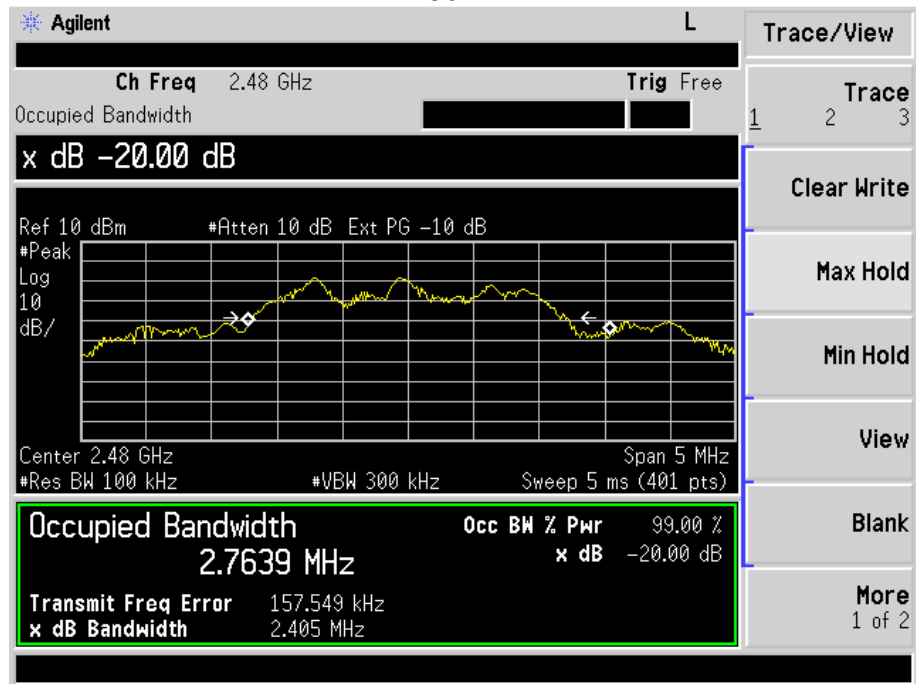 Agilent L
Ch Freq 2.48 GHz Trig Free
Occupied Bandwidth
x dB -20.00 dB
Ref 10 dBm #Atten 10 dB Ext PG -10 dB
#Peak
Log
10
dB/
Center 2.48 GHz Span 5 MHz
#Res BW 100 kHz #VBW 300 kHz Sweep 5 ms (401 pts)
Occupied Bandwidth Occ BW % Pwr 99.00 %
2.7639 MHz x dB -20.00 dB
Transmit Freq Error 157.549 kHz
x dB Bandwidth 2.405 MHz
Trace/View
Trace
1 2 3
Clear Write
Max Hold
Min Hold
View
Blank
More
1 of 2